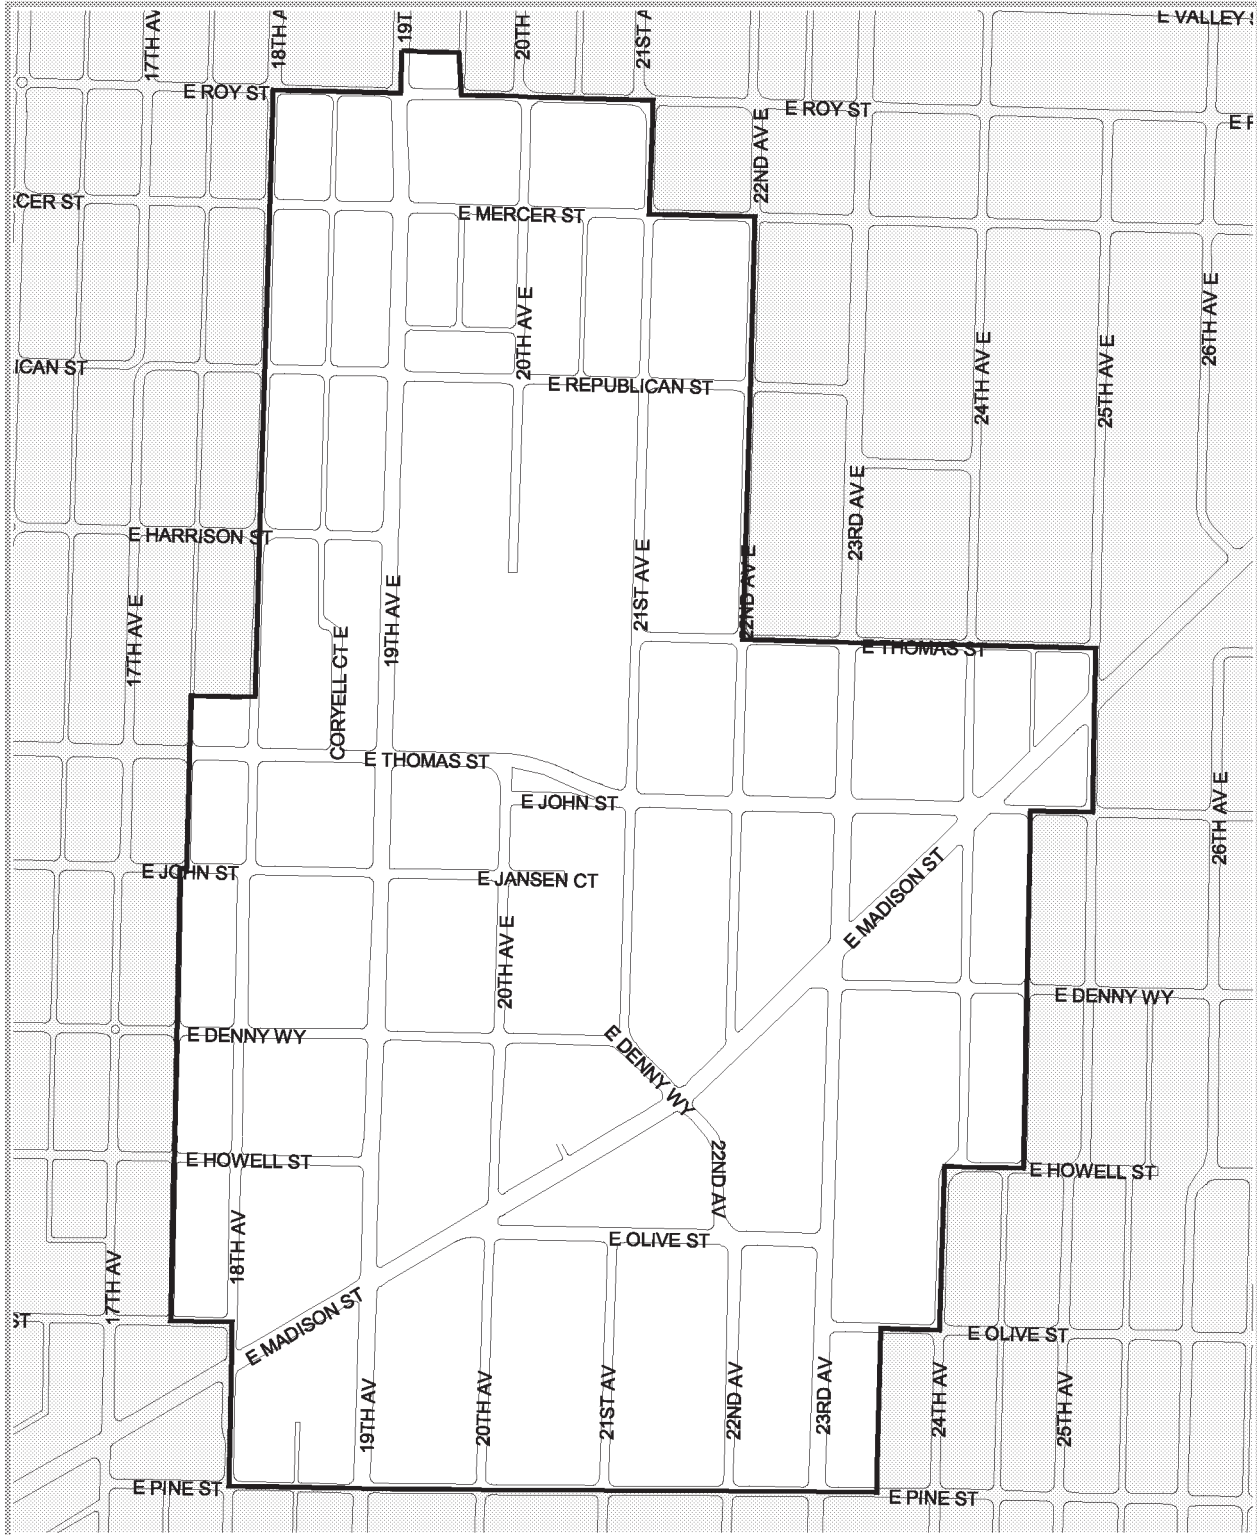 E VALLEY S
17TH AV
18TH A
19T
20TH
21ST A
E ROY ST
E ROY ST
22ND AV E
CER ST
E MERCER ST
26TH AV E
20TH AV E
24TH AV E
25TH AV E
ICAN ST
E REPUBLICAN ST
23RD AV E
E HARRISON ST
21ST AV E
22ND AV E
19TH AV E
17TH AV E
CORYELL CT E
E THOMAS ST
E THOMAS ST
E JOHN ST
26TH AV E
E JOHN ST
E JANSEN CT
E MADISON ST
20TH AV E
E DENNY WY
E DENNY WY
E DENNY WY
E HOWELL ST
22ND AV
E HOWELL ST
18TH AV
17TH AV
E OLIVE ST
ST
E MADISON ST
E OLIVE ST
19TH AV
20TH AV
21ST AV
22ND AV
23RD AV
24TH AV
25TH AV
E PINE ST
E PINE ST